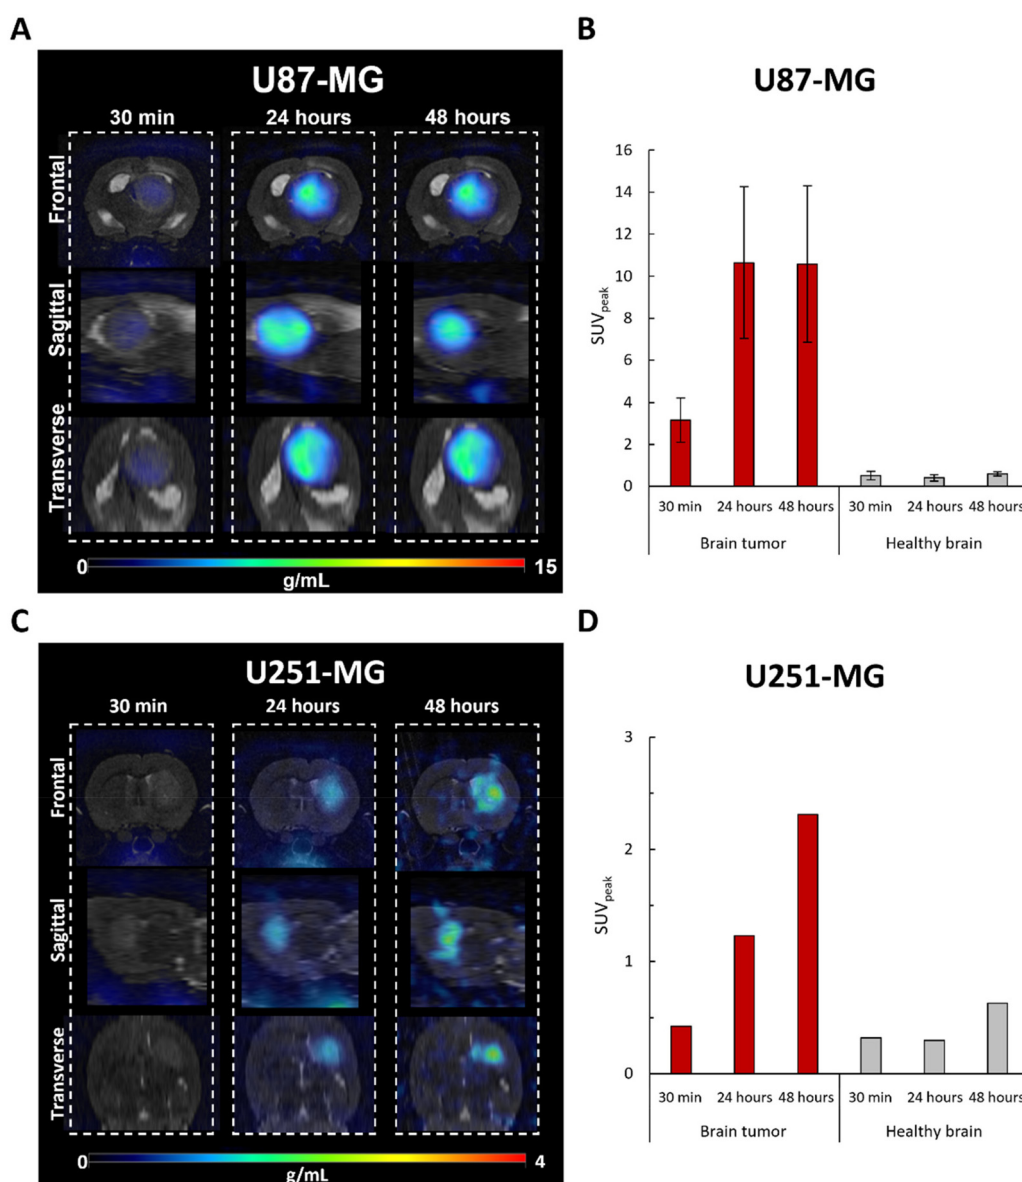 A
U87-MG
30 min 24 hours 48 hours
Frontal
Sagittal
Transverse
0 15
g/mL
B
U87-MG
16
14
12
10
8
6
4
2
0
SUVpeak
30 min 24 hours 48 hours 30 min 24 hours 48 hours
Brain tumor Healthy brain
C
U251-MG
30 min 24 hours 48 hours
Frontal
Sagittal
Transverse
0 4
g/mL
D
U251-MG
3
2
1
0
SUVpeak
30 min 24 hours 48 hours 30 min 24 hours 48 hours
Brain tumor Healthy brain